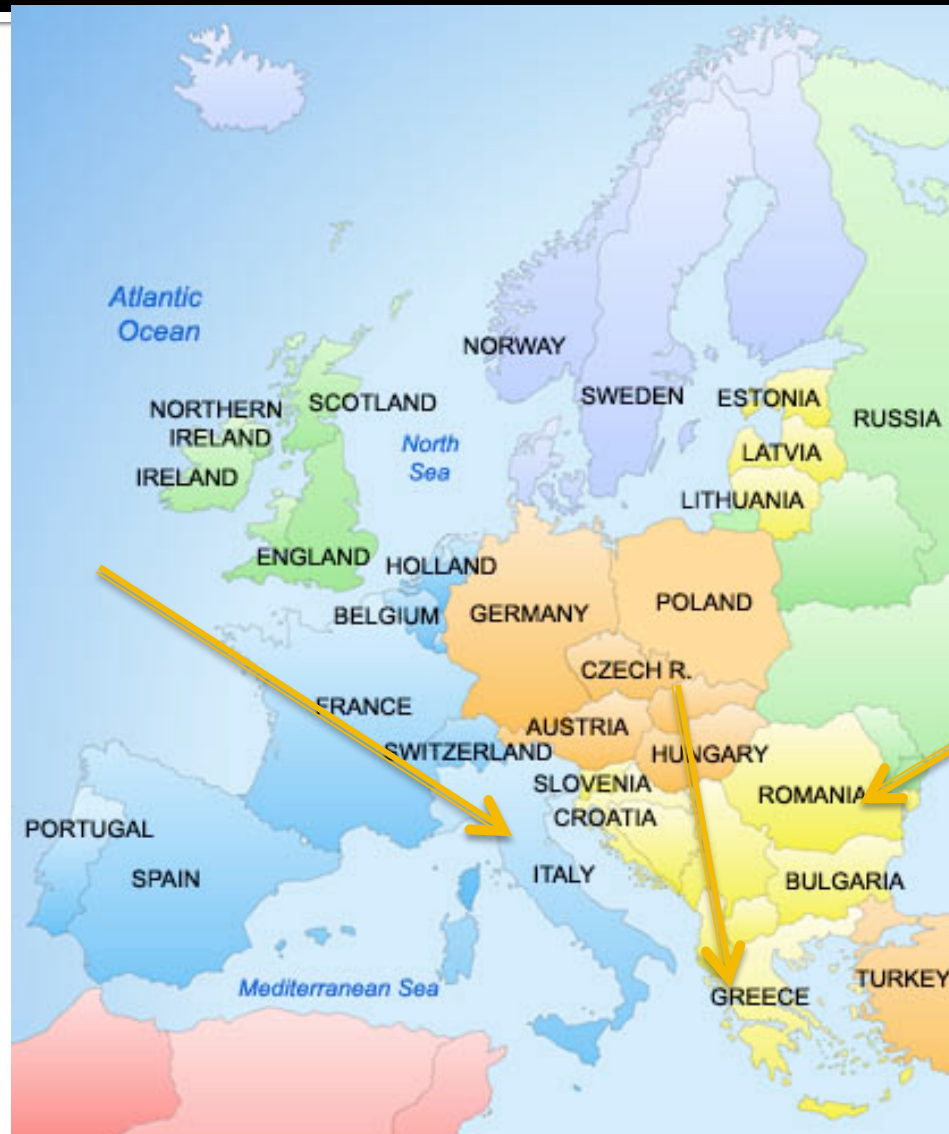 Atlantic
Ocean
NORWAY
SWEDEN
ESTONIA
RUSSIA
NORTHERN
IRELAND
SCOTLAND
North
Sea
LATVIA
IRELAND
LITHUANIA
ENGLAND
HOLLAND
BELGIUM
GERMANY
POLAND
CZECH R.
FRANCE
AUSTRIA
SWITZERLAND
HUNGARY
SLOVENIA
ROMANIA
CROATIA
PORTUGAL
SPAIN
ITALY
BULGARIA
Mediterranean Sea
GREECE
TURKEY